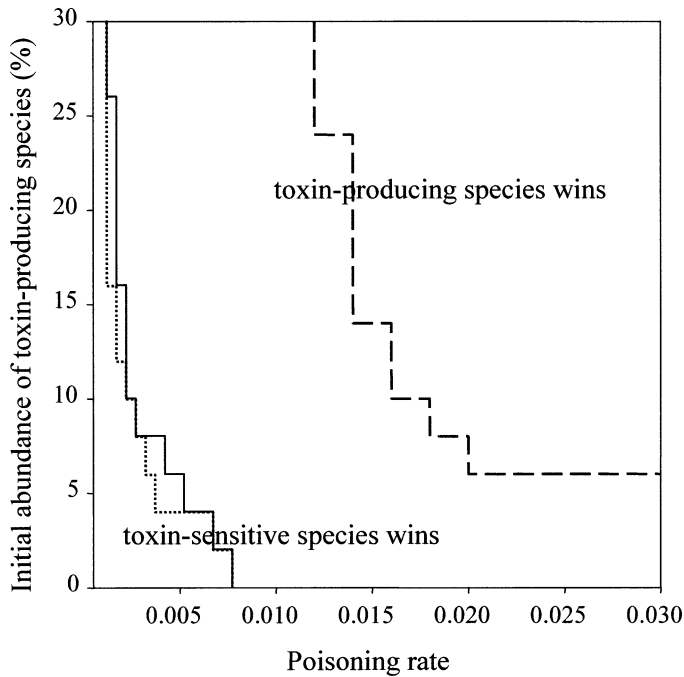 Initial abundance of toxin-producing species (%)
30
25
20
15
10
5
0
toxin-producing species wins
toxin-sensitive species wins
0.005 0.010 0.015 0.020 0.025 0.030
Poisoning rate